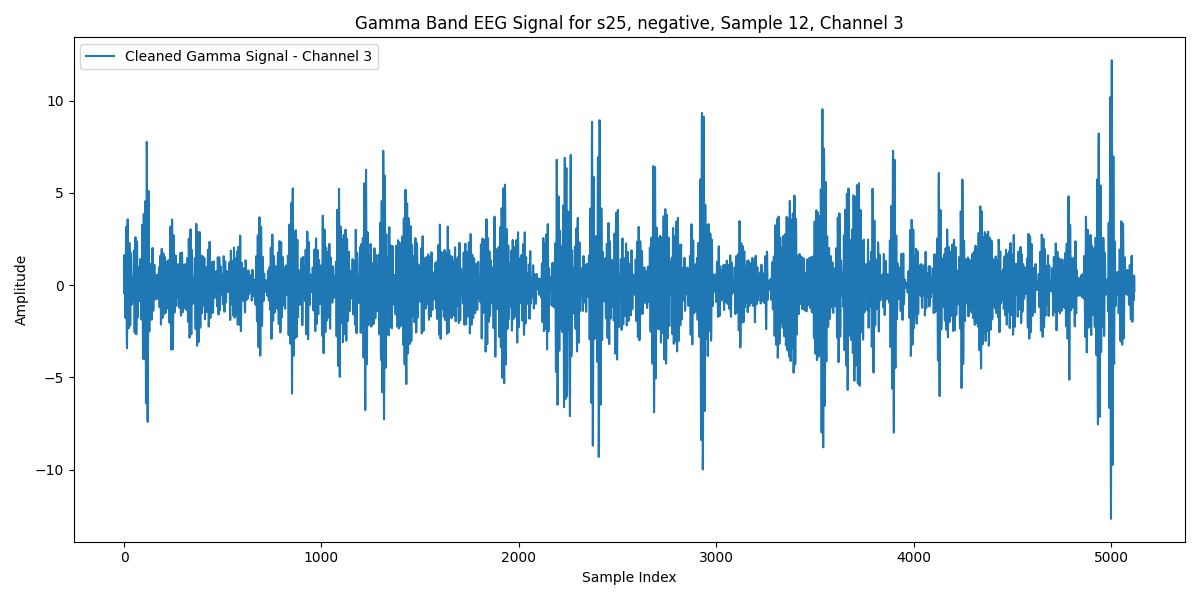 Gamma Band EEG Signal for s25, negative, Sample 12, Channel 3
Cleaned Gamma Signal - Channel 3
Amplitude
10
5
0
−5
−10
0 1000 2000 3000 4000 5000
Sample Index